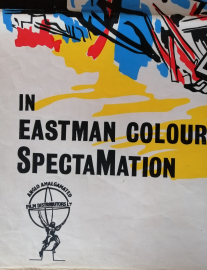 IN
EASTMAN COLOUR
SPECTAMATION
ANGLO AMALGAMATED
FILM DISTRIBUTORS LTD